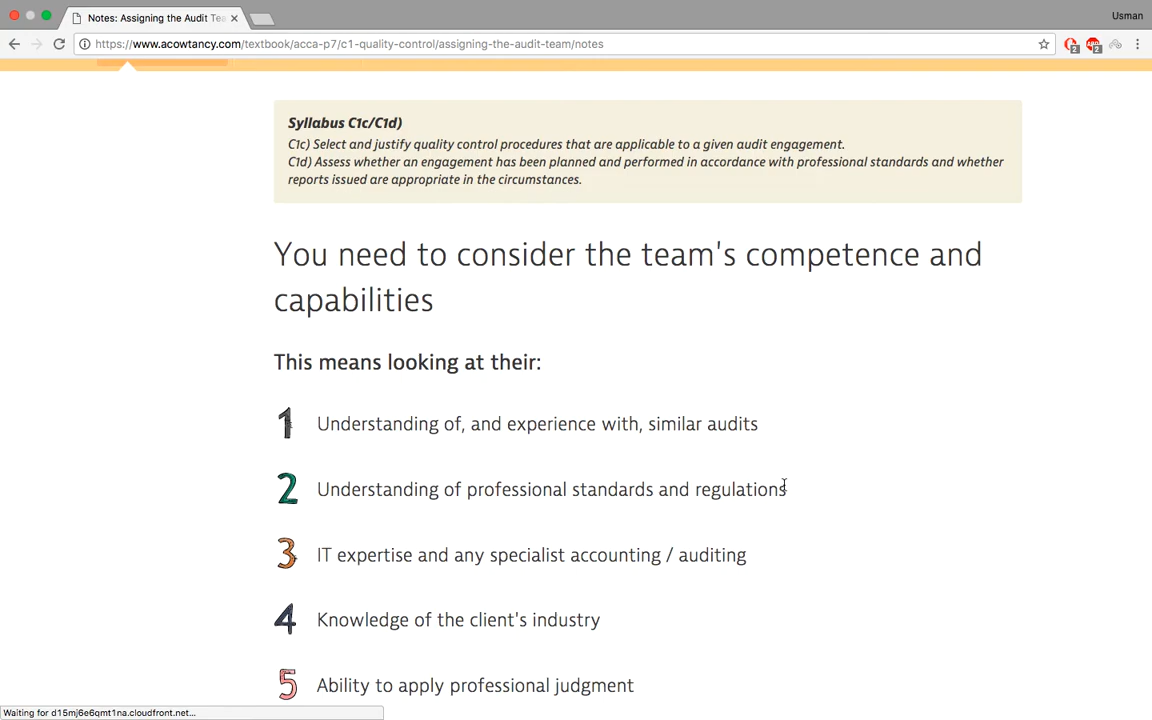 Notes: Assigning the Audit Tea
Usman
https://www.acowtancy.com/textbook/acca-p7/c1-quality-control/assigning-the-audit-team/notes
2
2
Syllabus C1c/C1d)
C1c) Select and justify quality control procedures that are applicable to a given audit engagement.
C1d) Assess whether an engagement has been planned and performed in accordance with professional standards and whether
reports issued are appropriate in the circumstances.
You need to consider the team's competence and
capabilities
This means looking at their:
1 Understanding of, and experience with, similar audits
2 Understanding of professional standards and regulations
3 IT expertise and any specialist accounting / auditing
4 Knowledge of the client's industry
5 Ability to apply professional judgment
Waiting for d15mj6e6qmt1na.cloudfront.net...